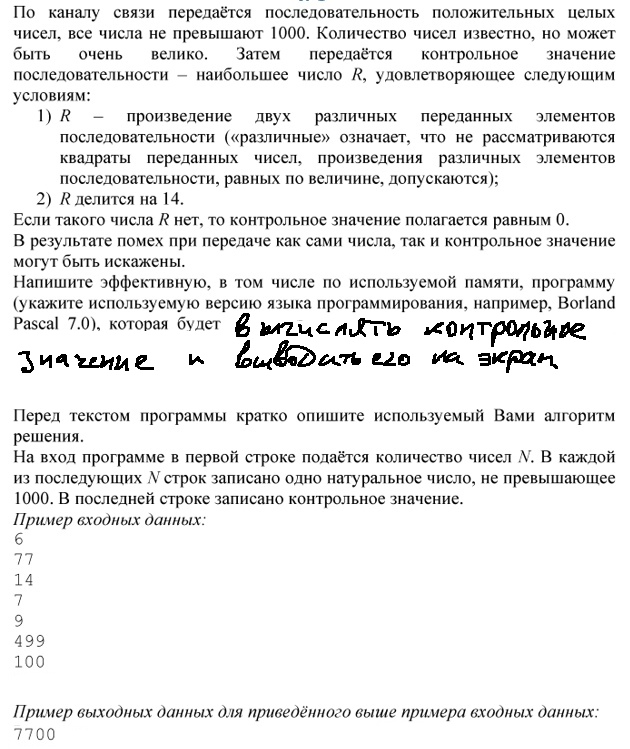 По каналу связи передаётся последовательность положительных целых
чисел, все числа не превышают 1000. Количество чисел известно, но может
быть очень велико. Затем передаётся контрольное значение
последовательности – наибольшее число R, удовлетворяющее следующим
условиям:
1) R – произведение двух различных переданных элементов
последовательности («различные» означает, что не рассматриваются
квадраты переданных чисел, произведения различных элементов
последовательности, равных по величине, допускаются);
2) R делится на 14.
Если такого числа R нет, то контрольное значение полагается равным 0.
В результате помех при передаче как сами числа, так и контрольное значение
могут быть искажены.
Напишите эффективную, в том числе по используемой памяти, программу
(укажите используемую версию языка программирования, например, Borland
Pascal 7.0), которая будет вычислять контрольное
значение и выводить его на экран
Перед текстом программы кратко опишите используемый Вами алгоритм
решения.
На вход программе в первой строке подаётся количество чисел N. В каждой
из последующих N строк записано одно натуральное число, не превышающее
1000. В последней строке записано контрольное значение.
Пример входных данных:
6
77
14
7
9
499
100
Пример выходных данных для приведённого выше примера входных данных:
7700